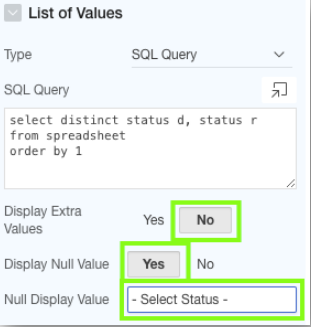 List of Values
Type SQL Query
SQL Query
select distinct status d, status r
from spreadsheet
order by 1
Display Extra
Values
Yes No
Display Null Value Yes No
Null Display Value - Select Status -